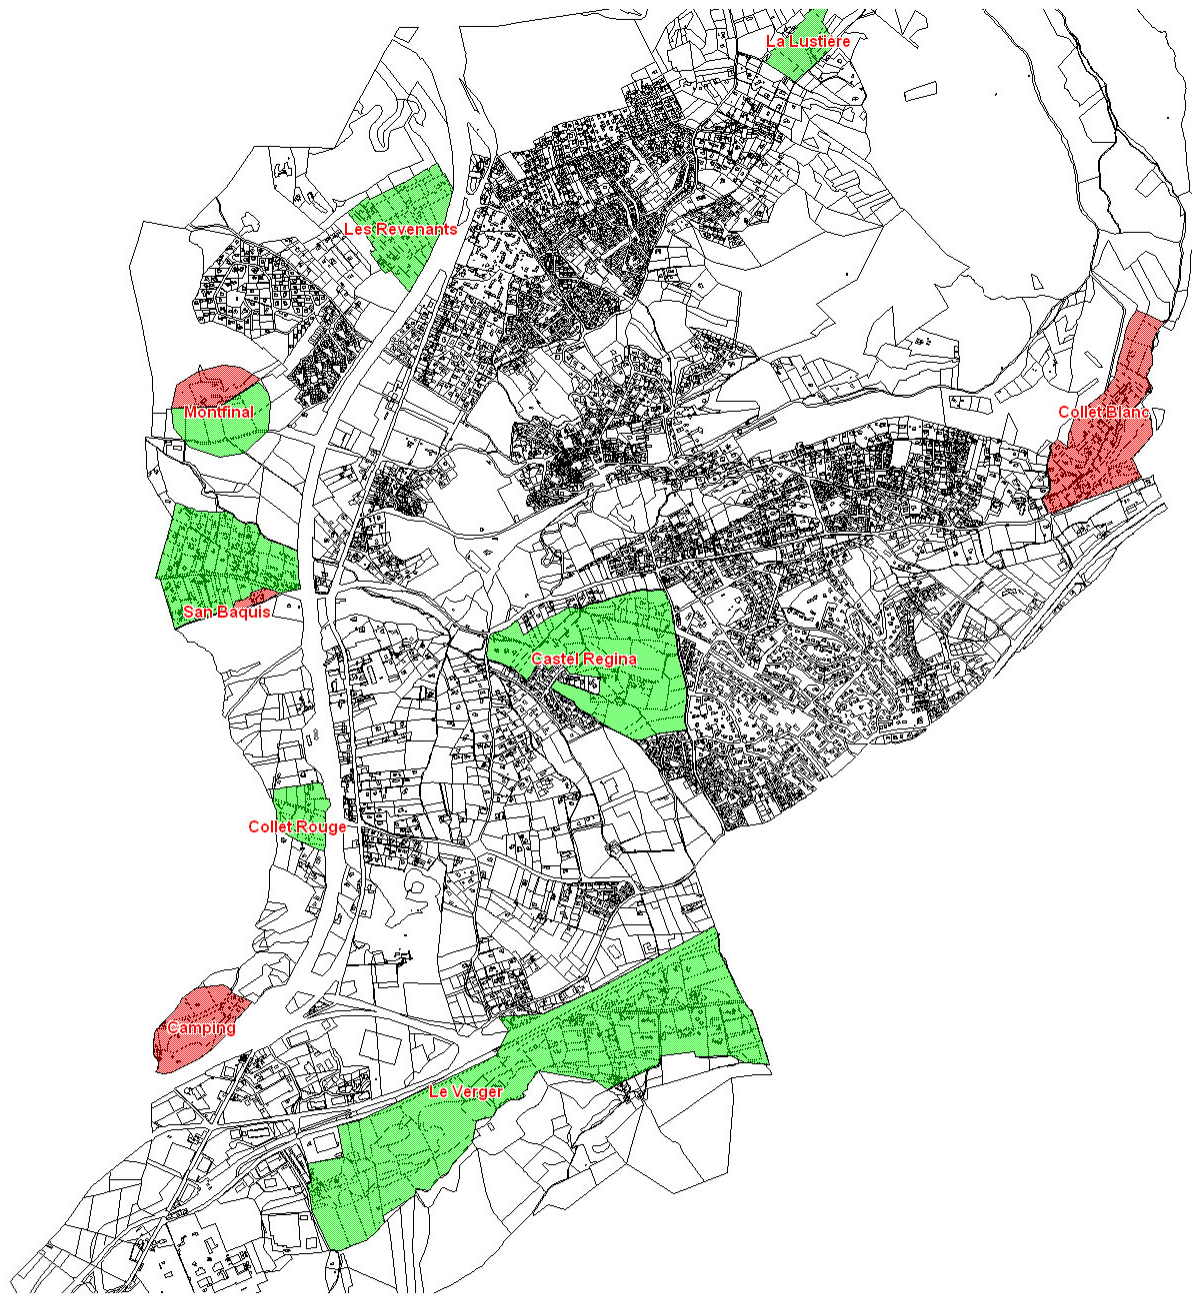 La Lustière
Les Revenants
Montfinal
Collet Blanc
San Baquis
Castel Regina
Collet Rouge
Camping
Le Verger